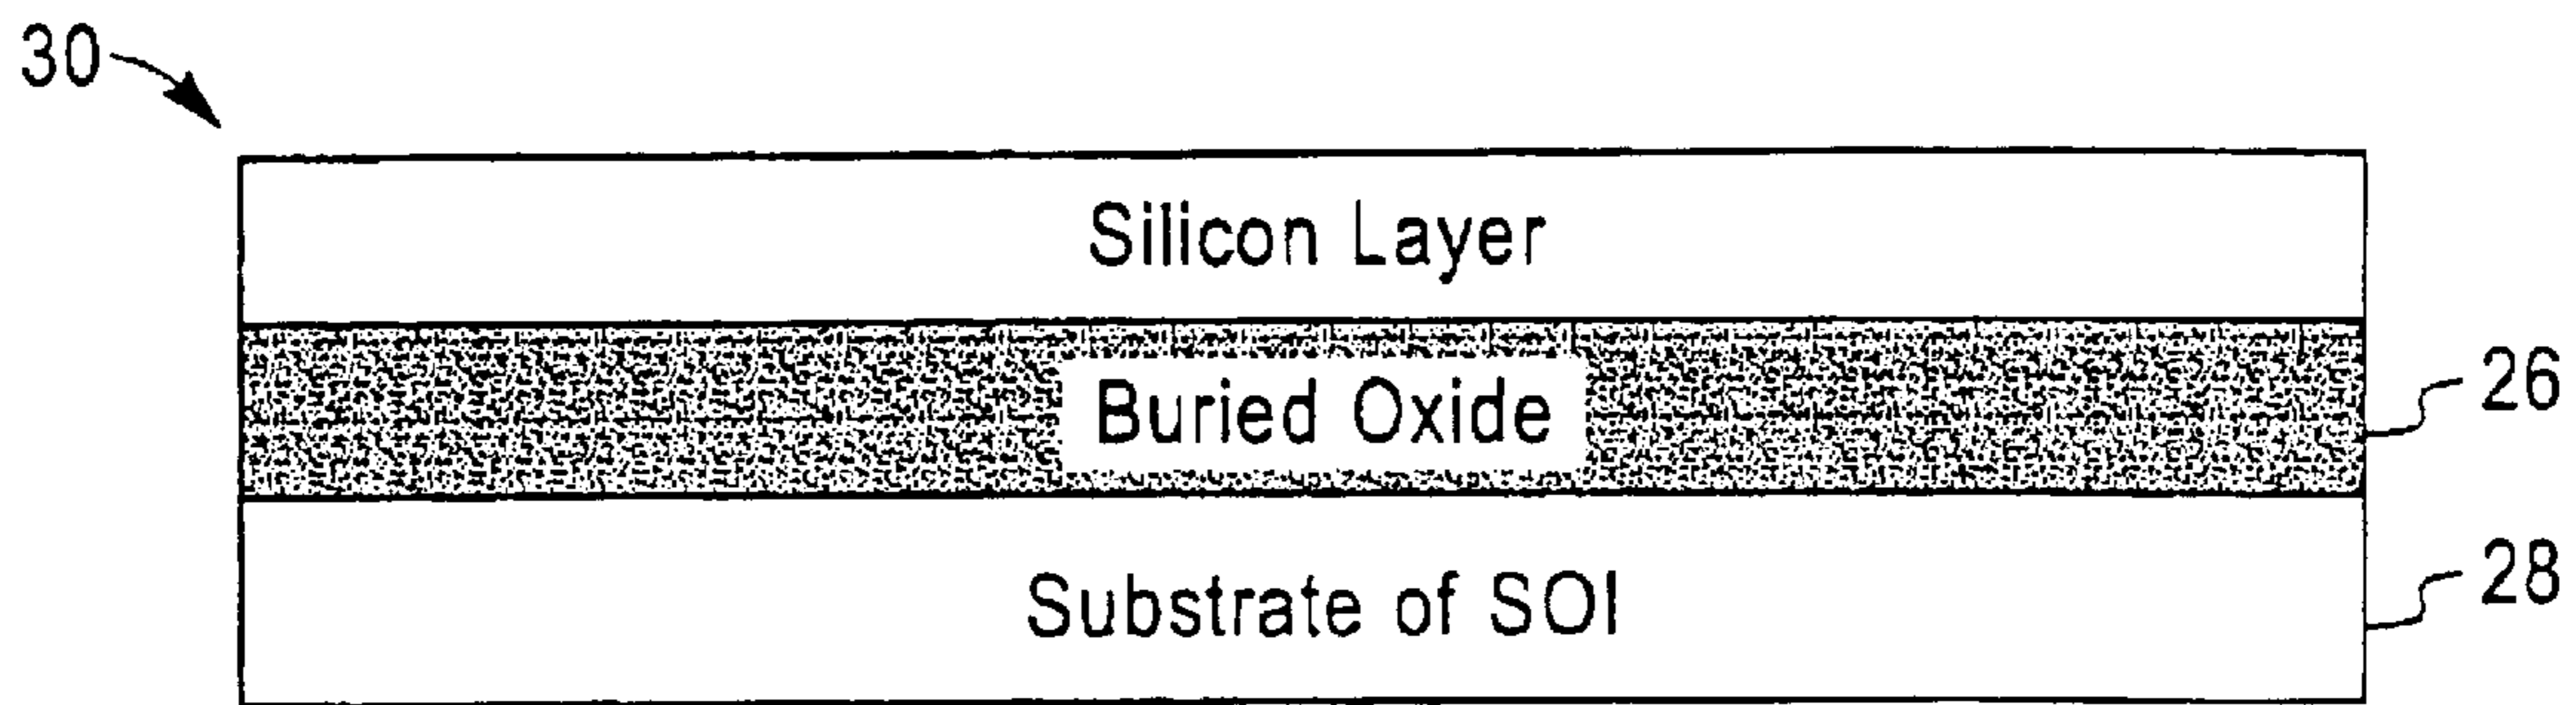 30
Silicon Layer
Buried Oxide
26
Substrate of SOI
28